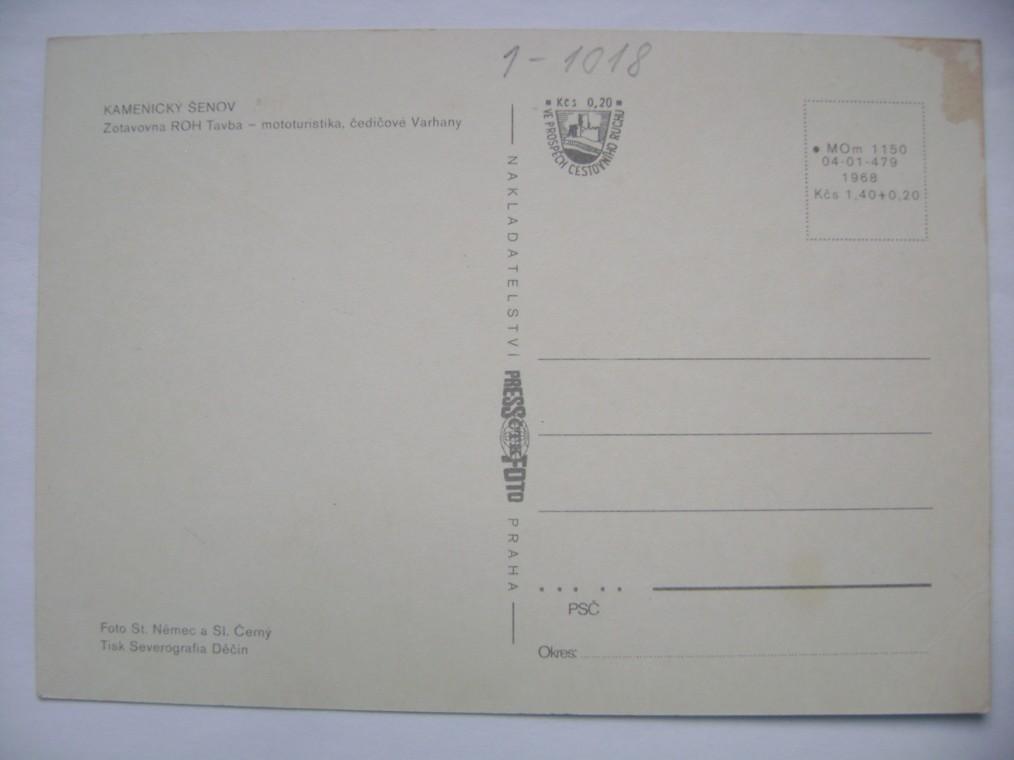 1-1018
KAMENICKÝ ŠENOV
Zotavovna ROH Tavba – mototuristika, čedičové Varhany
Kčs 0,20
VE PROSPĚCH CESTOVNÍHO RUCHU
MOm 1150
04-01-479
1968
Kčs 1,40+0,20
NAKLADATELSTVÍ PRESSFOTO PRAHA
ČTK
PSČ
Okres:
Foto St. Němec a Sl. Černý
Tisk Severografia Děčín